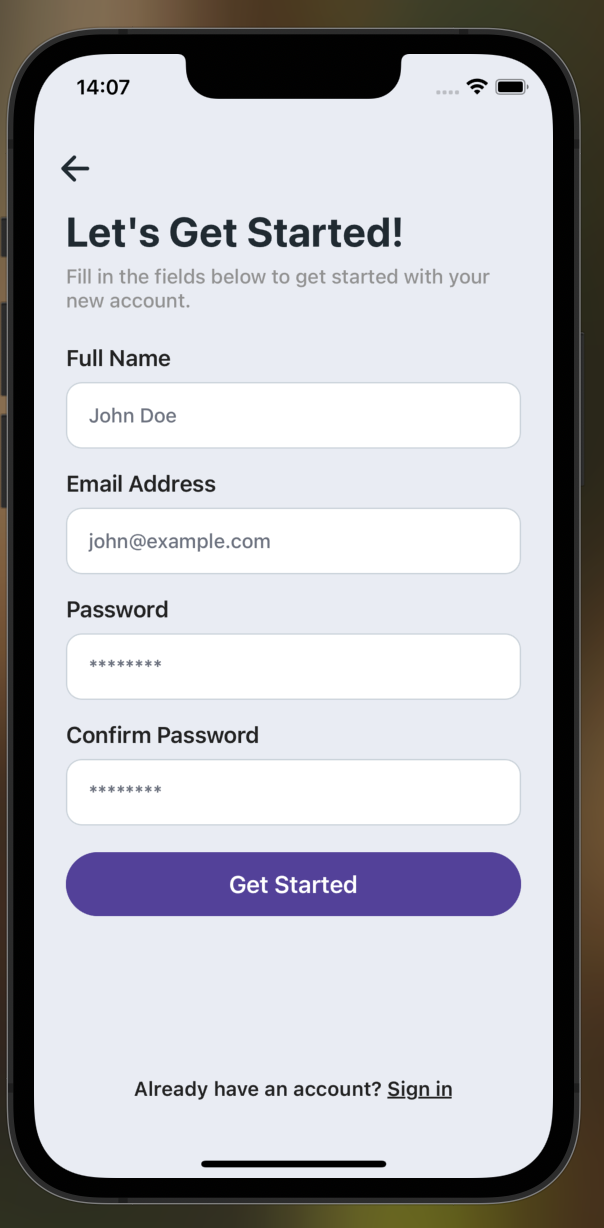 14:07
Let's Get Started!
Fill in the fields below to get started with your
new account.
Full Name
John Doe
Email Address
john@example.com
Password
********
Confirm Password
********
Get Started
Already have an account? Sign in